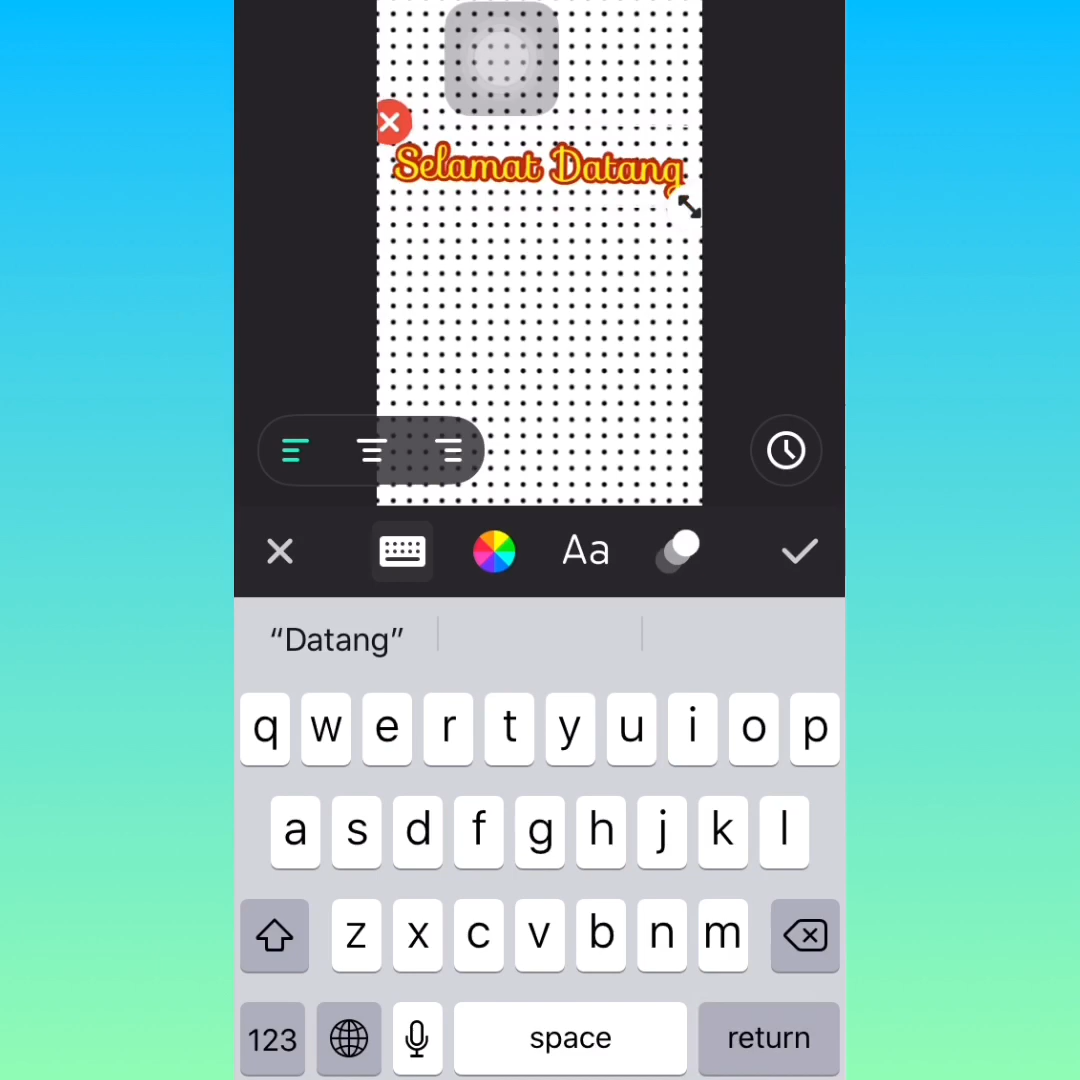 Selamat Datang
Aa
“Datang”
q w e r t y u i o p
a s d f g h j k l
z x c v b n m
123 space return